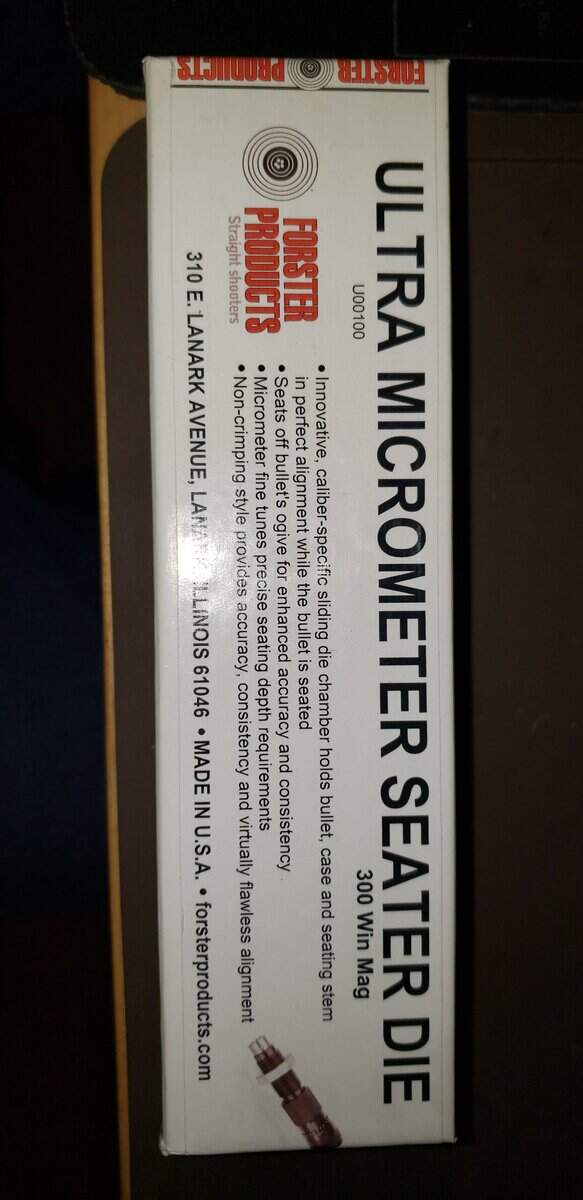 FORSTER PRODUCTS
ULTRA MICROMETER SEATER DIE
U00100
300 Win Mag
FORSTER
PRODUCTS
Straight shooters
• Innovative, caliber-specific sliding die chamber holds bullet, case and seating stem
in perfect alignment while the bullet is seated
• Seats off bullet's ogive for enhanced accuracy and consistency
• Micrometer fine tunes precise seating depth requirements
• Non-crimping style provides accuracy, consistency and virtually flawless alignment
310 E. LANARK AVENUE, LANARK, ILLINOIS 61046 • MADE IN U.S.A. • forsterproducts.com